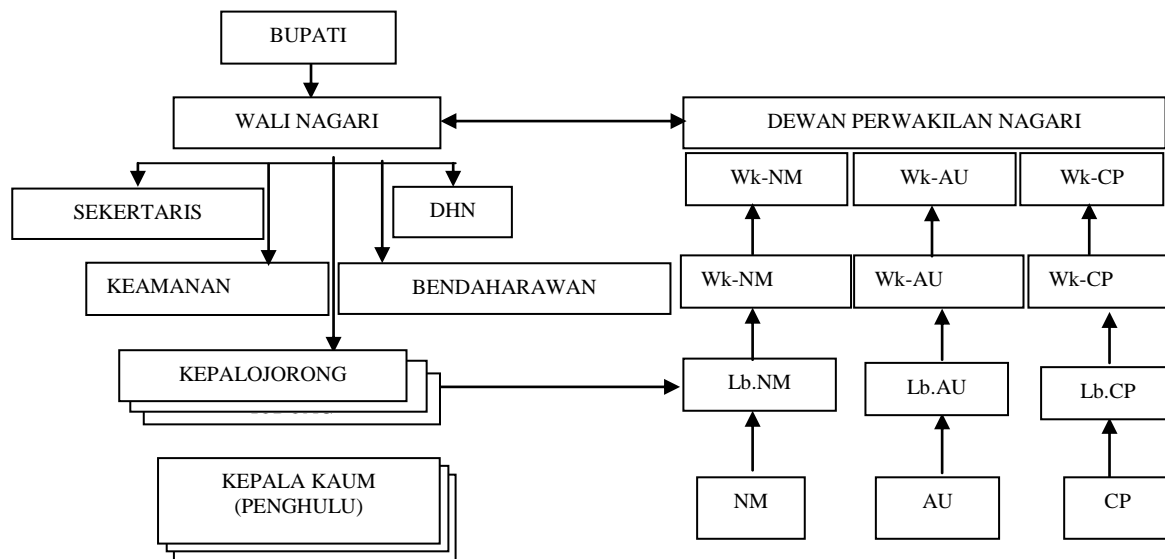 BUPATI
WALI NAGARI
DEWAN PERWAKILAN NAGARI
Wk-NM
Wk-AU
Wk-CP
SEKERTARIS
DHN
KEAMANAN
BENDAHARAWAN
Wk-NM
Wk-AU
Wk-CP
KEPALOJORONG
Lb.NM
Lb.AU
Lb.CP
KEPALA KAUM
(PENGHULU)
NM
AU
CP